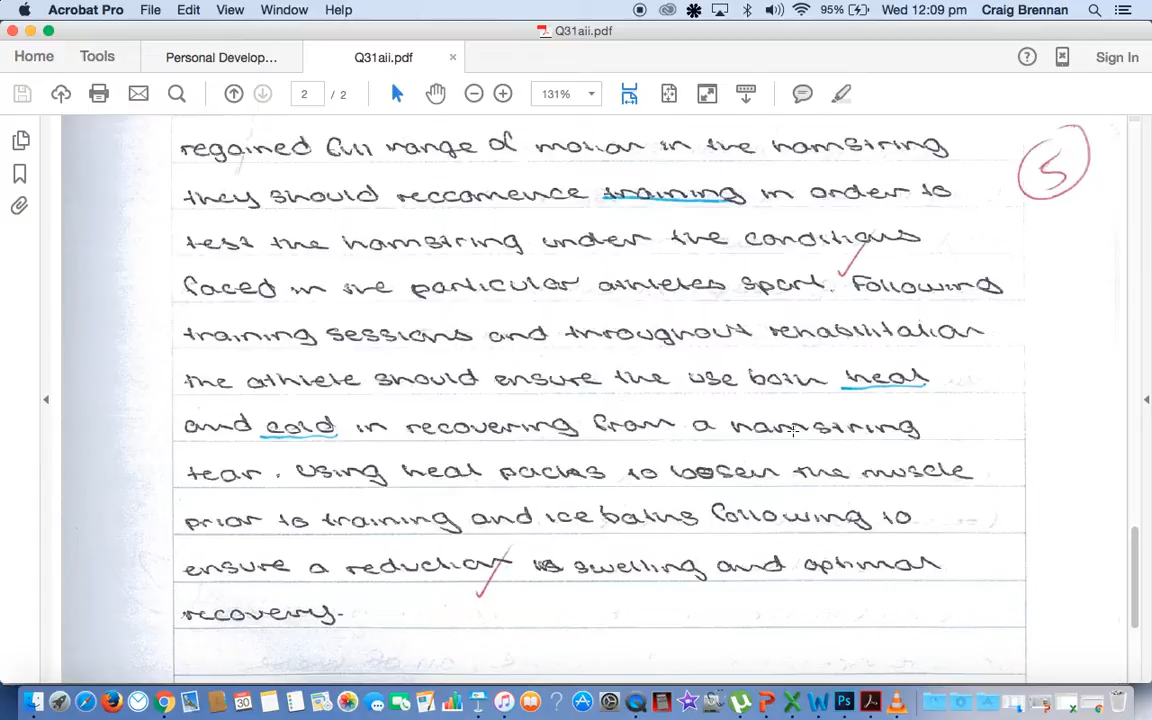 Acrobat Pro File Edit View Window Help 95% Wed 12:09 pm Craig Brennan
Q31aii.pdf
Home Tools Personal Develop... Q31aii.pdf × ? Sign In
2 / 2 131%
regained full range of motion in the hamstring
they should reccomence training in order to
test the hamstring under the conditions
faced in the particular athletes sport. Following
training sessions and throughout rehabilitation
the athlete should ensure the use both heat
and cold in recovering from a hamstring
tear. Using heat packs to loosen the muscle
prior to training and ice baths following to
ensure a reduction is swelling and optimal
recovery.
5